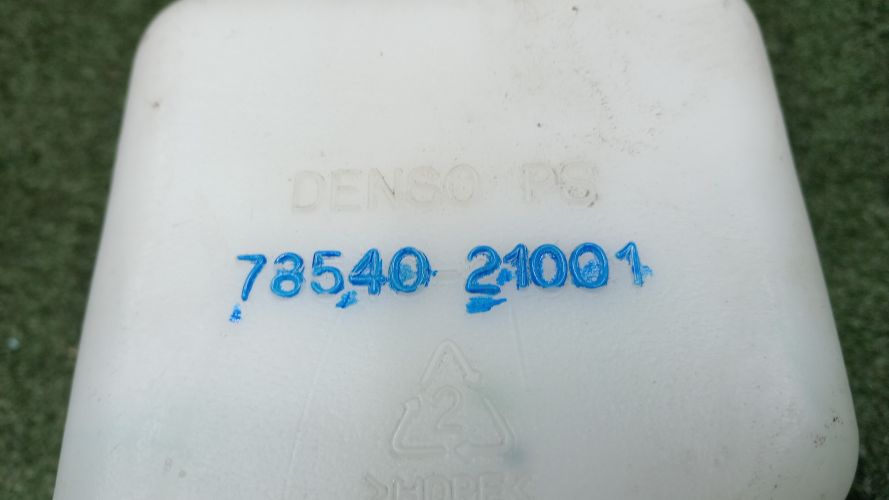 DENSO PS
78540-21001
2
>HDPE<